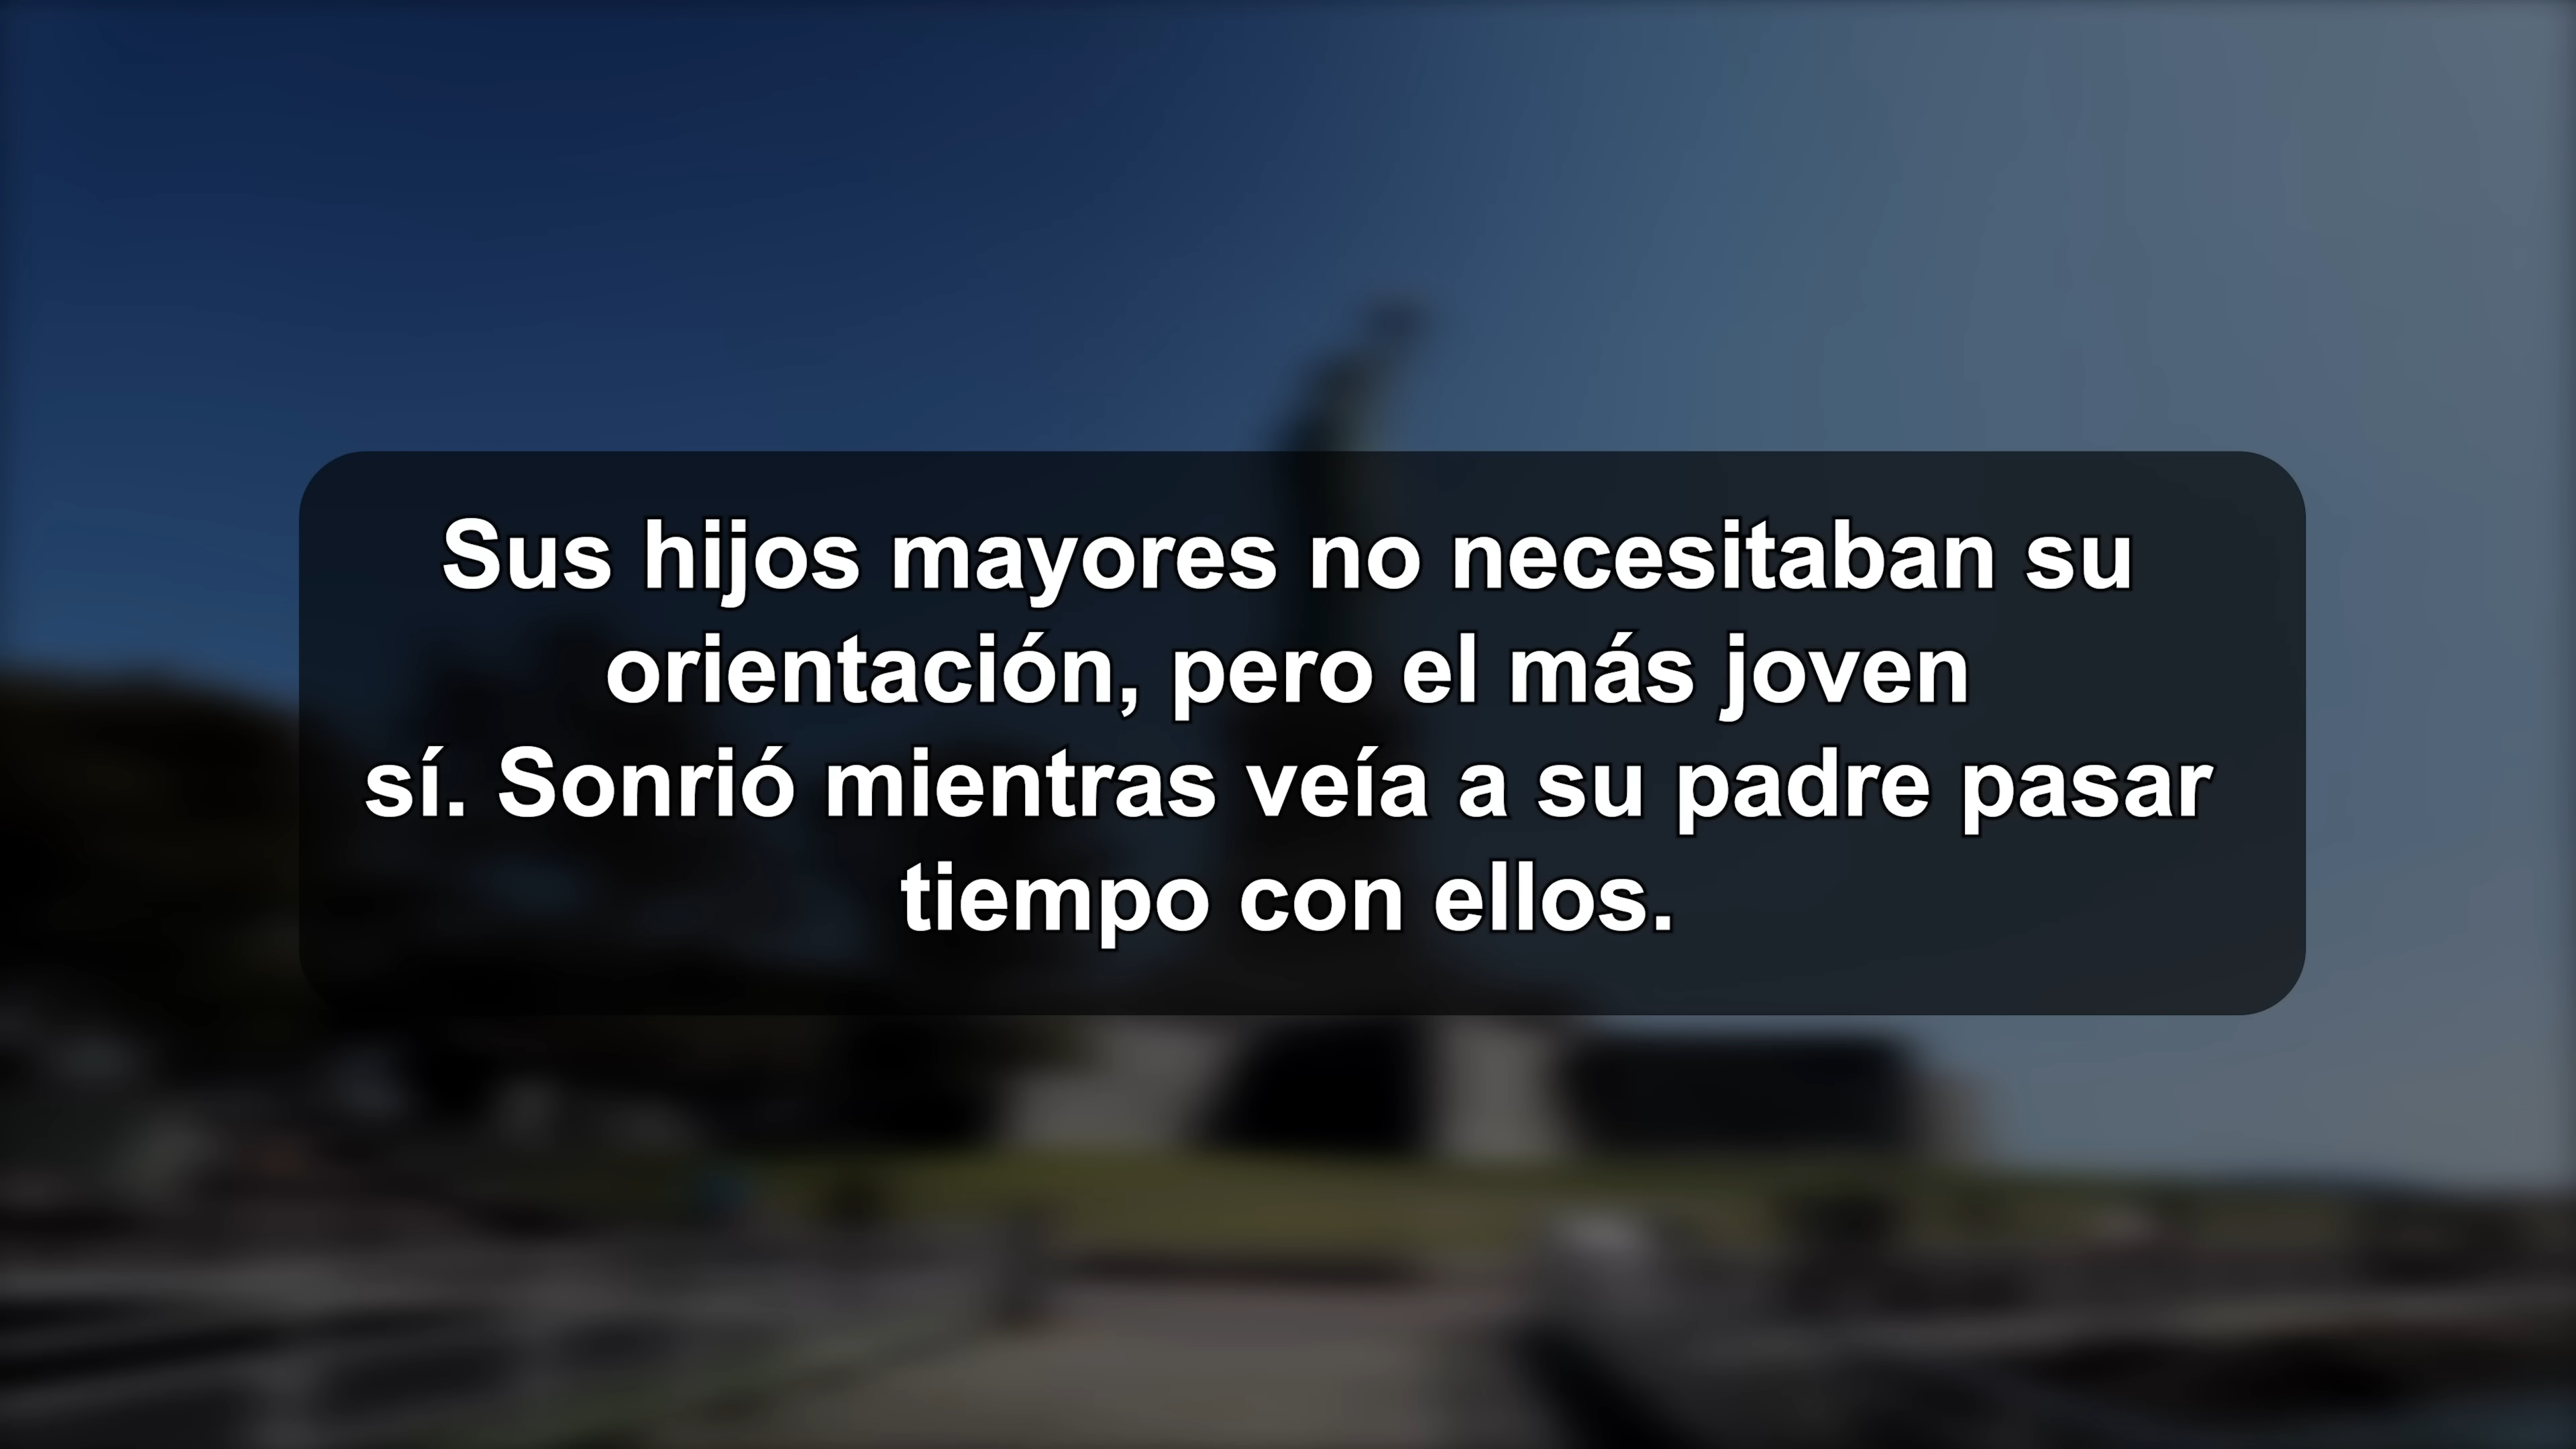 Sus hijos mayores no necesitaban su
orientación, pero el más joven
sí. Sonrió mientras veía a su padre pasar
tiempo con ellos.